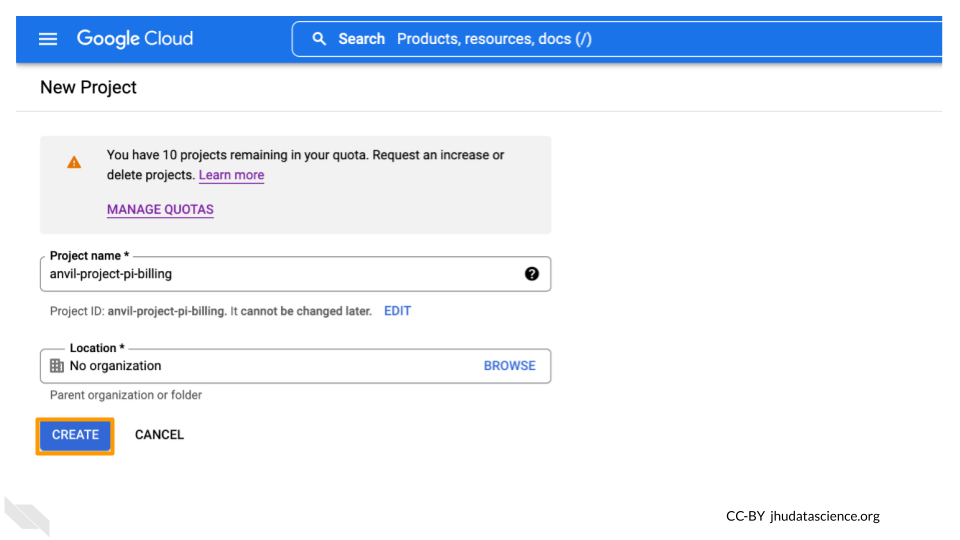 Google Cloud
Search Products, resources, docs (/)
New Project
You have 10 projects remaining in your quota. Request an increase or
delete projects. Learn more
MANAGE QUOTAS
Project name *
anvil-project-pi-billing
Project ID: anvil-project-pi-billing. It cannot be changed later. EDIT
Location *
No organization BROWSE
Parent organization or folder
CREATE CANCEL
CC-BY jhudatascience.org